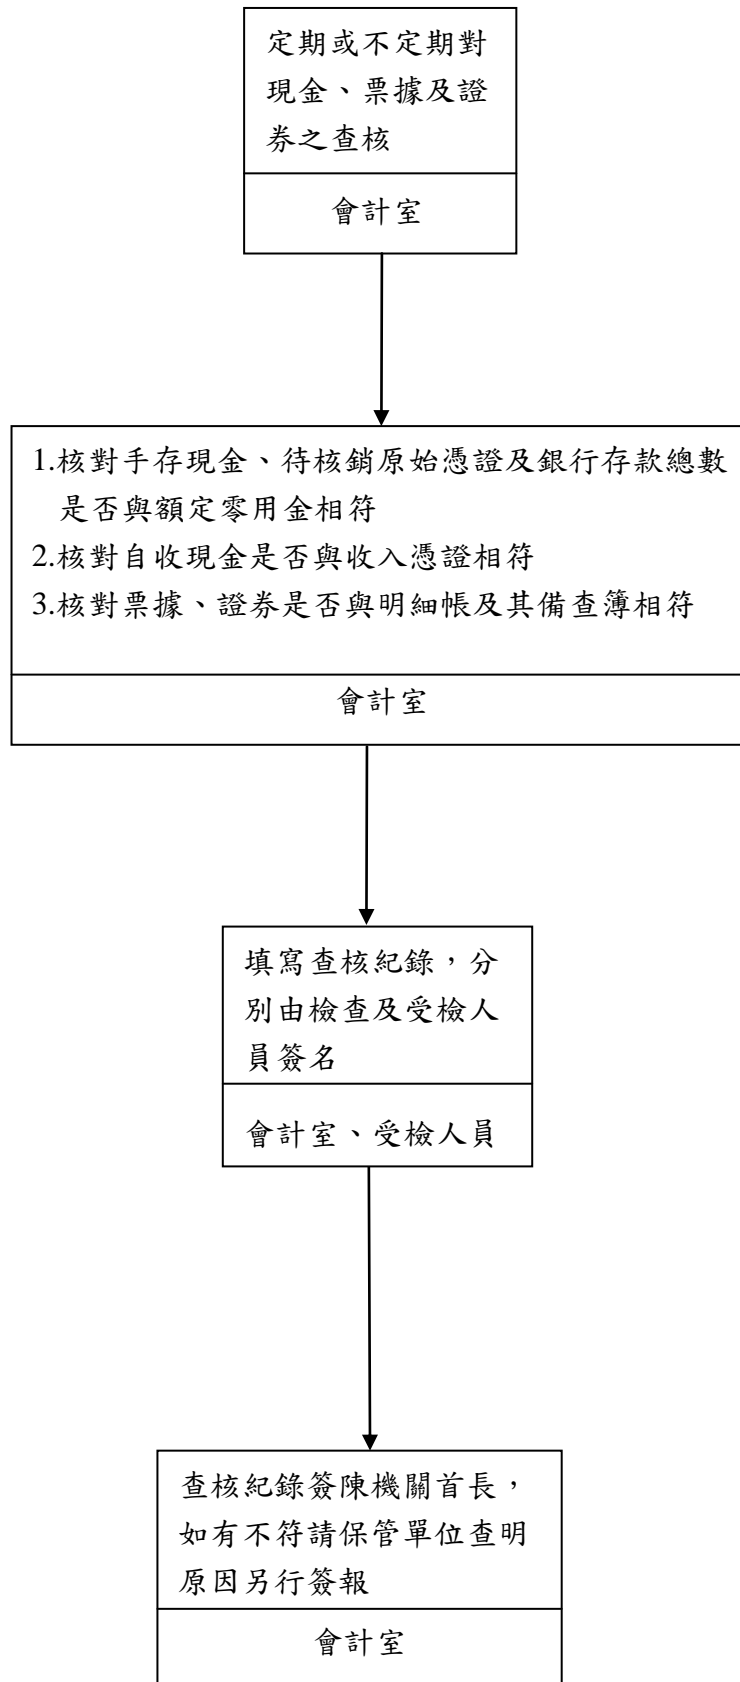 定期或不定期對
現金、票據及證
券之查核
會計室
1.核對手存現金、待核銷原始憑證及銀行存款總數
是否與額定零用金相符
2.核對自收現金是否與收入憑證相符
3.核對票據、證券是否與明細帳及其備查簿相符
會計室
填寫查核紀錄，分
別由檢查及受檢人
員簽名
會計室、受檢人員
查核紀錄簽陳機關首長，
如有不符請保管單位查明
原因另行簽報
會計室